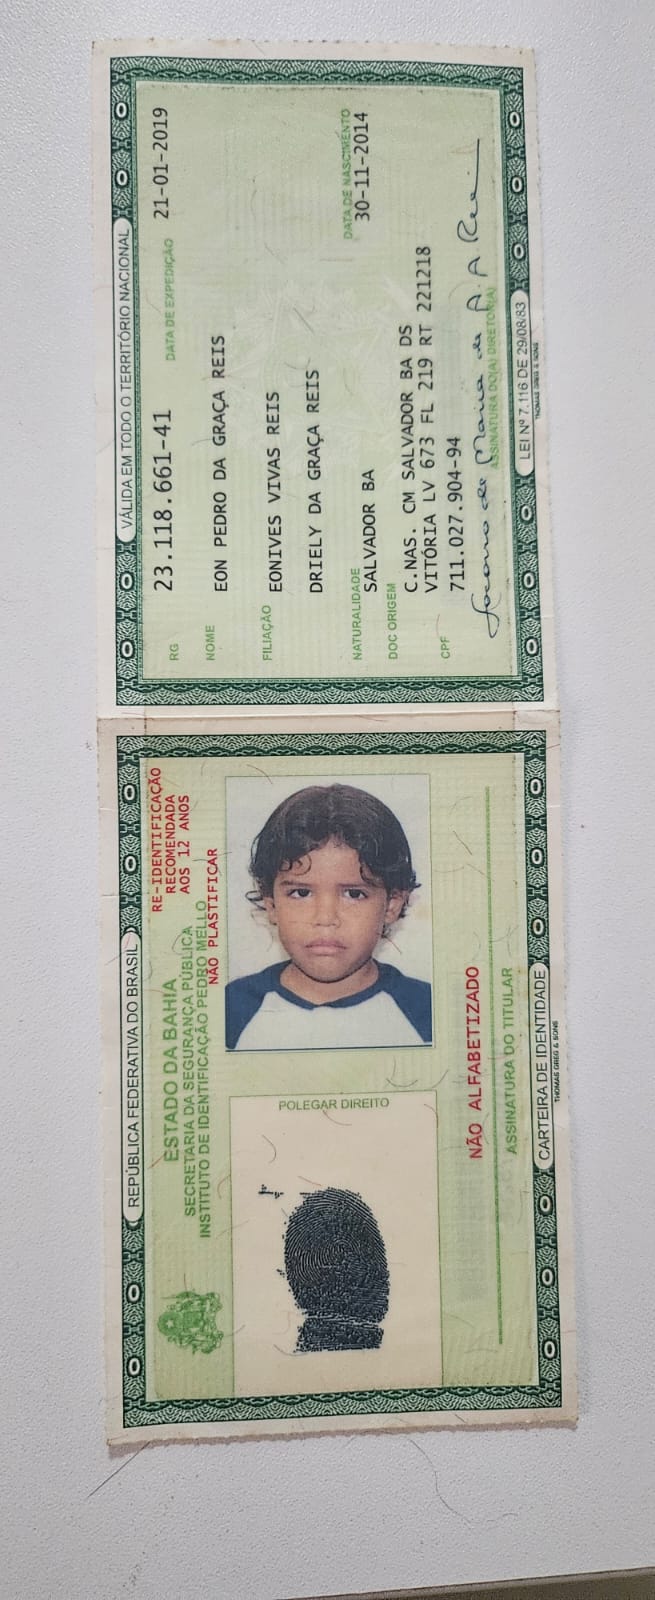 REPÚBLICA FEDERATIVA DO BRASIL
ESTADO DA BAHIA
SECRETARIA DA SEGURANÇA PÚBLICA
INSTITUTO DE IDENTIFICAÇÃO PEDRO MELLO
RE-IDENTIFICAÇÃO
RECOMENDADA
AOS 12 ANOS
NÃO PLASTIFICAR
POLEGAR DIREITO
NÃO ALFABETIZADO
ASSINATURA DO TITULAR
CARTEIRA DE IDENTIDADE
THOMAS GREG & SONS
VÁLIDA EM TODO O TERRITÓRIO NACIONAL
RG 23.118.661-41 DATA DE EXPEDIÇÃO 21-01-2019
NOME EON PEDRO DA GRAÇA REIS
FILIAÇÃO EONIVES VIVAS REIS
DRIELY DA GRAÇA REIS
NATURALIDADE DATA DE NASCIMENTO
SALVADOR BA 30-11-2014
DOC ORIGEM C.NAS. CM SALVADOR BA DS
VITÓRIA LV 673 FL 219 RT 221218
CPF 711.027.904-94
de Maria de A. A Reis
ASSINATURA DO(A) DIRETOR(A)
LEI Nº 7.116 DE 29/08/83
THOMAS GREG & SONS